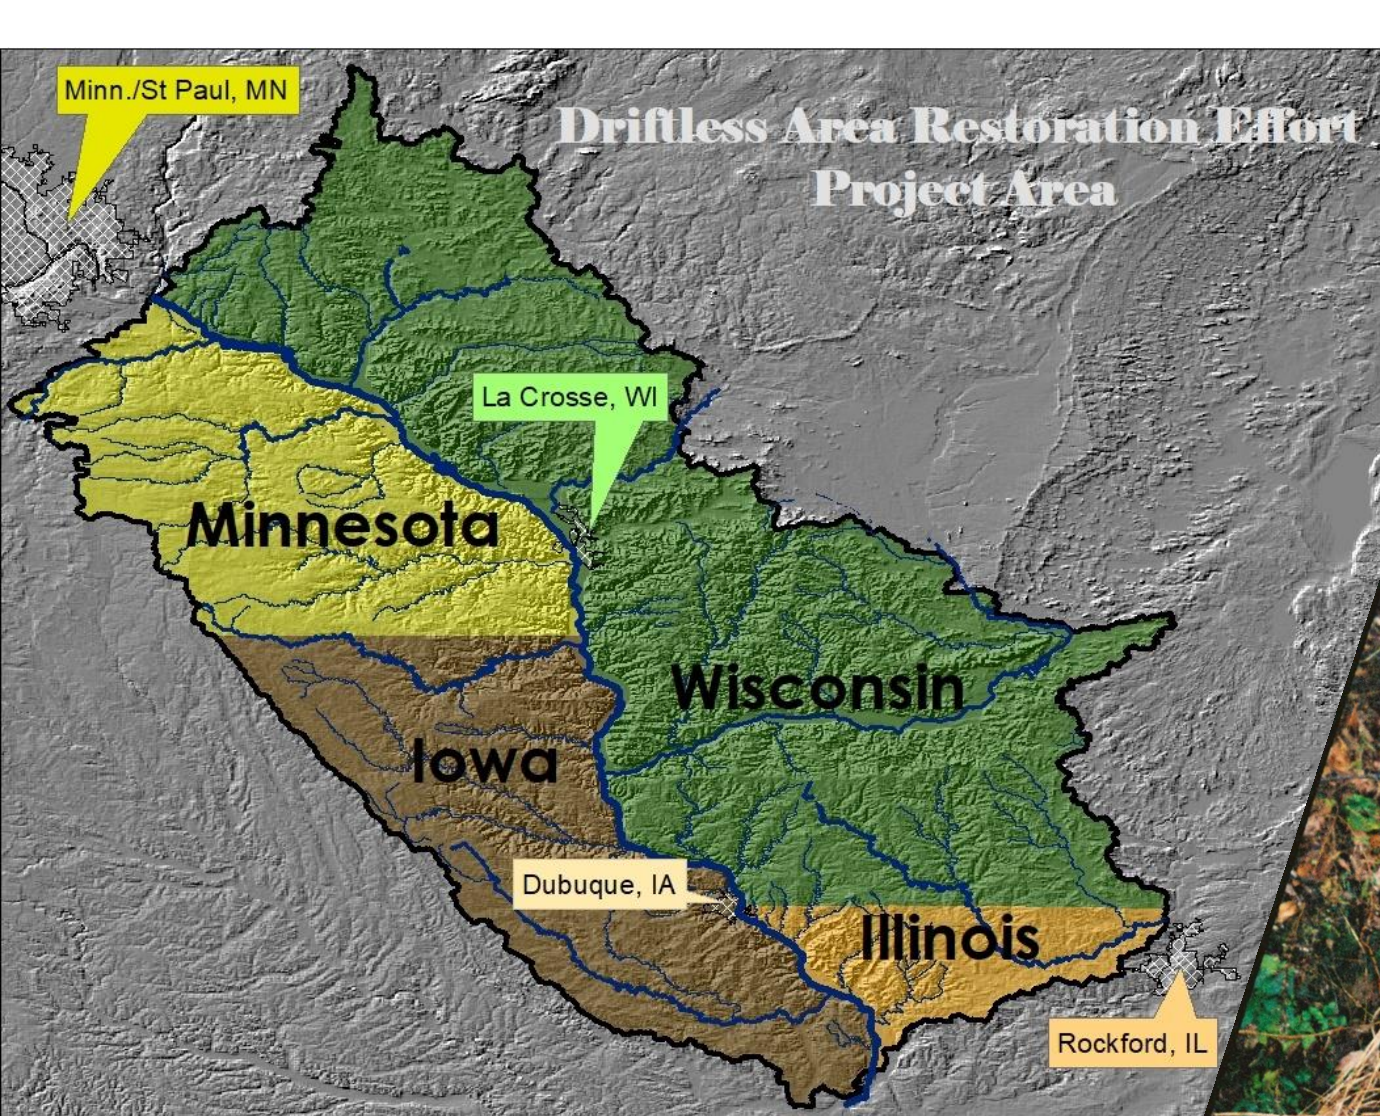 Minn./St Paul, MN
Driftless Area Restoration Effort
Project Area
La Crosse, WI
Minnesota
Wisconsin
Iowa
Dubuque, IA
Illinois
Rockford, IL